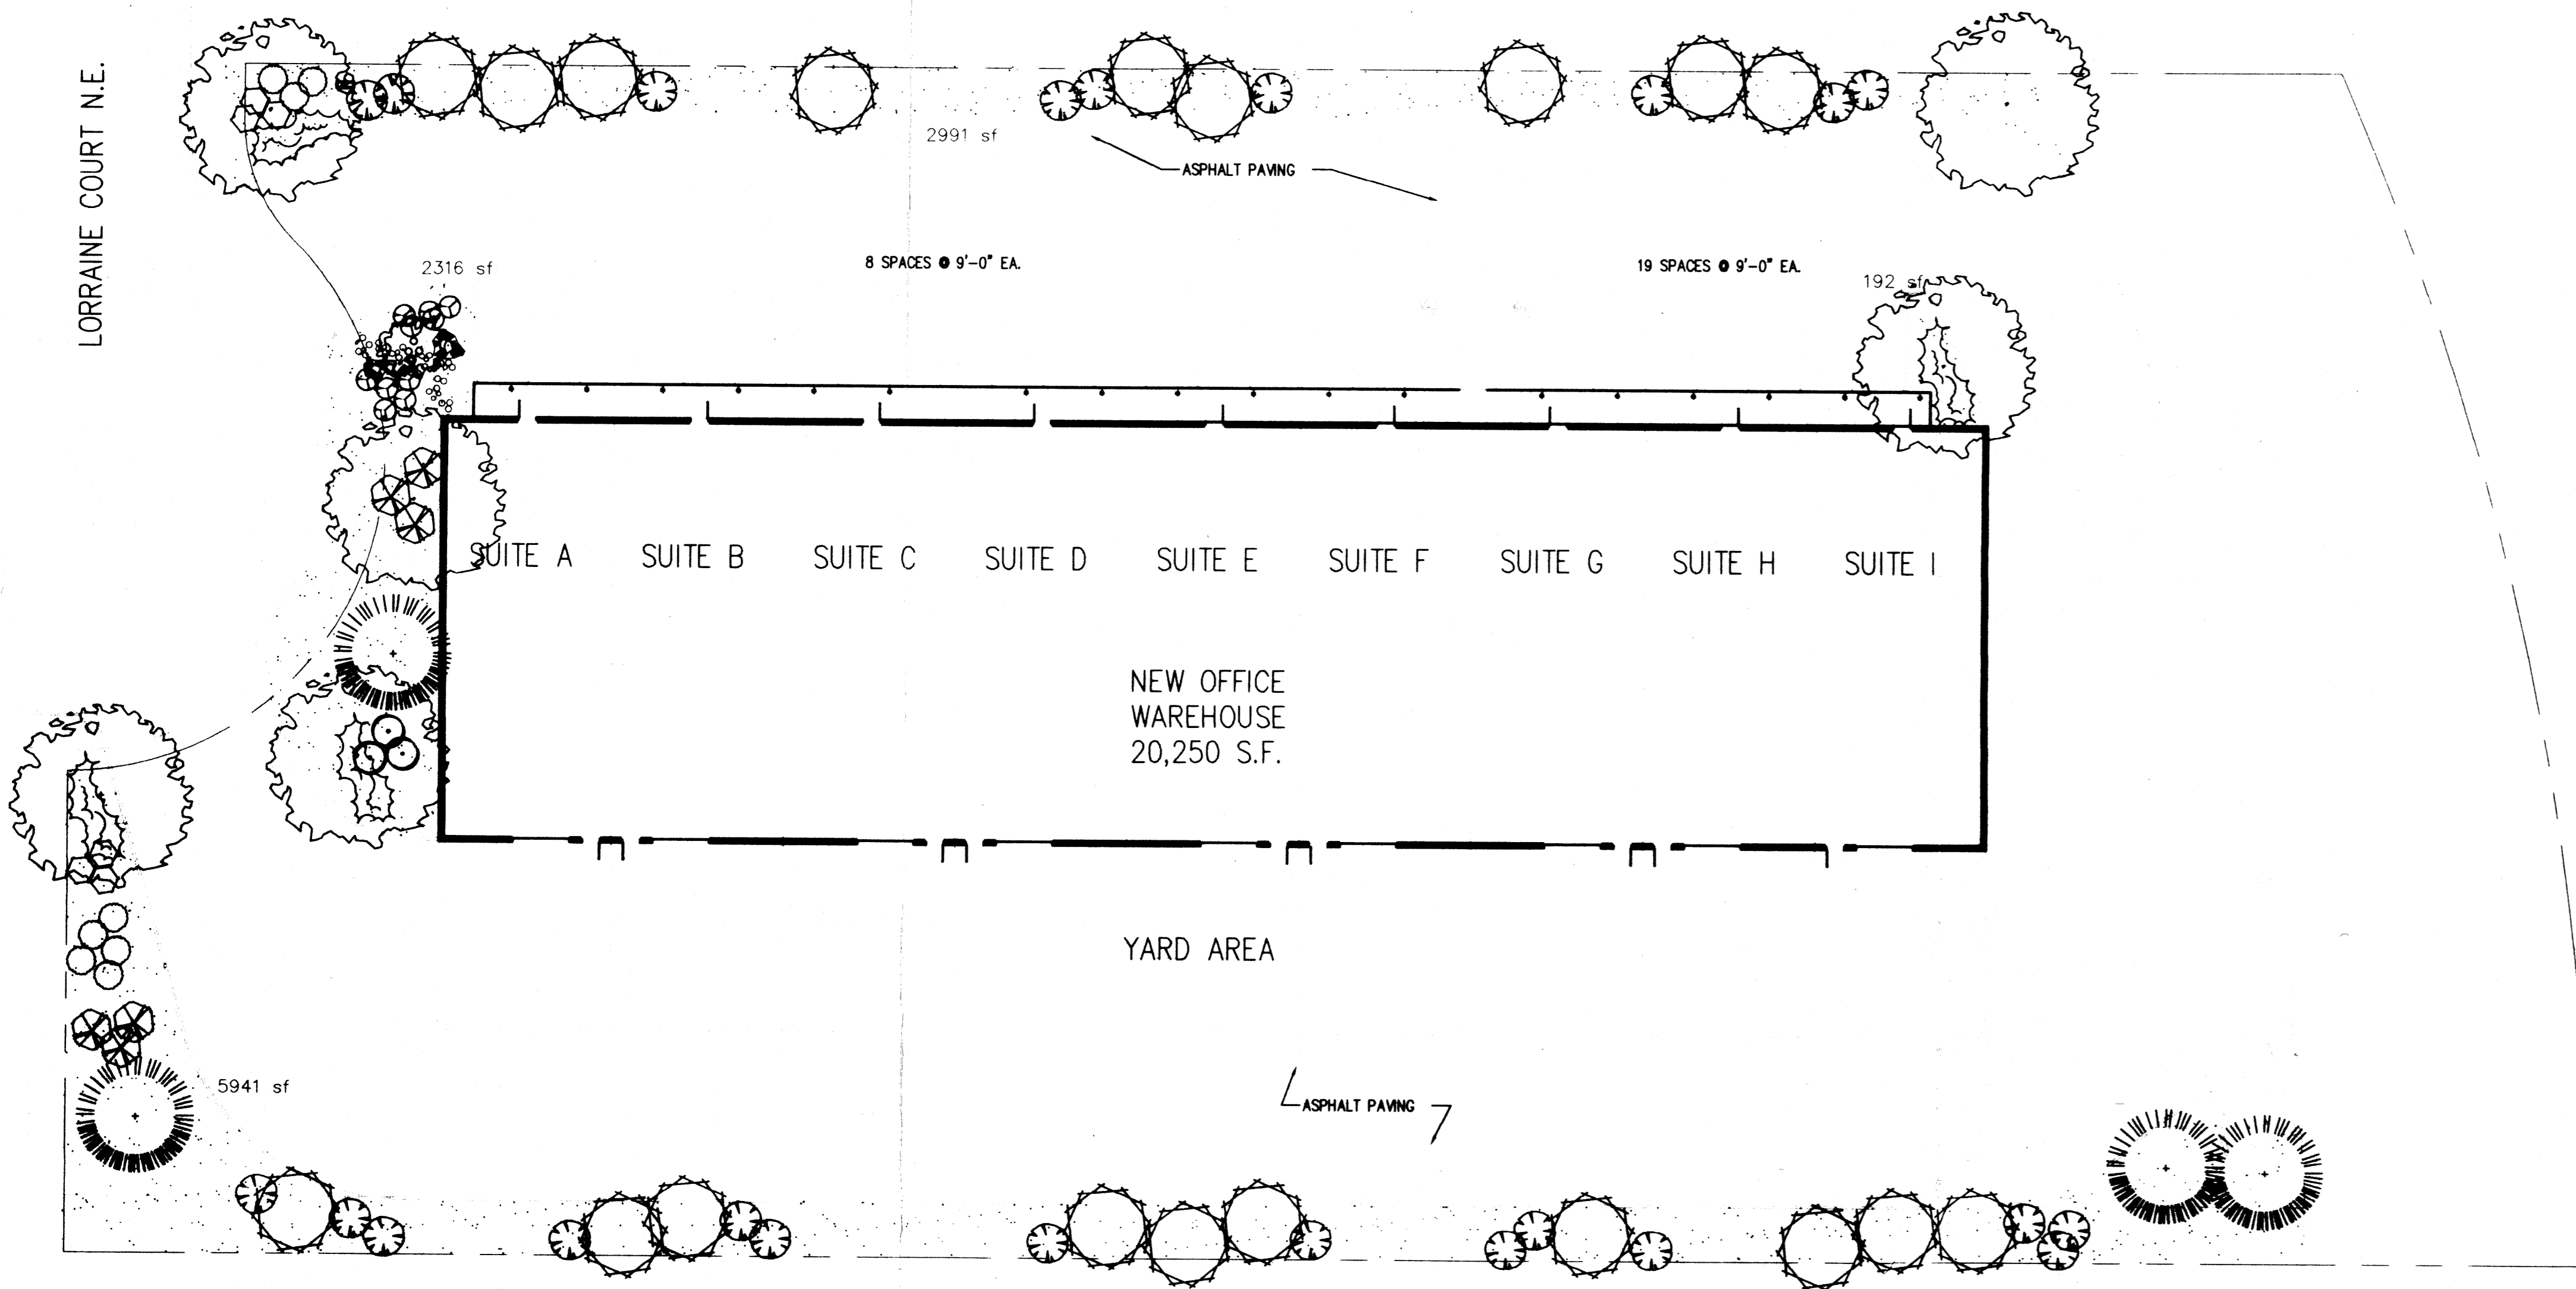 LORRAINE COURT N.E.
2991 sf
ASPHALT PAVING
2316 sf
8 SPACES @ 9'-0" EA.
19 SPACES @ 9'-0" EA.
192 sf
SUITE A
SUITE B
SUITE C
SUITE D
SUITE E
SUITE F
SUITE G
SUITE H
SUITE I
NEW OFFICE
WAREHOUSE
20,250 S.F.
YARD AREA
5941 sf
ASPHALT PAVING